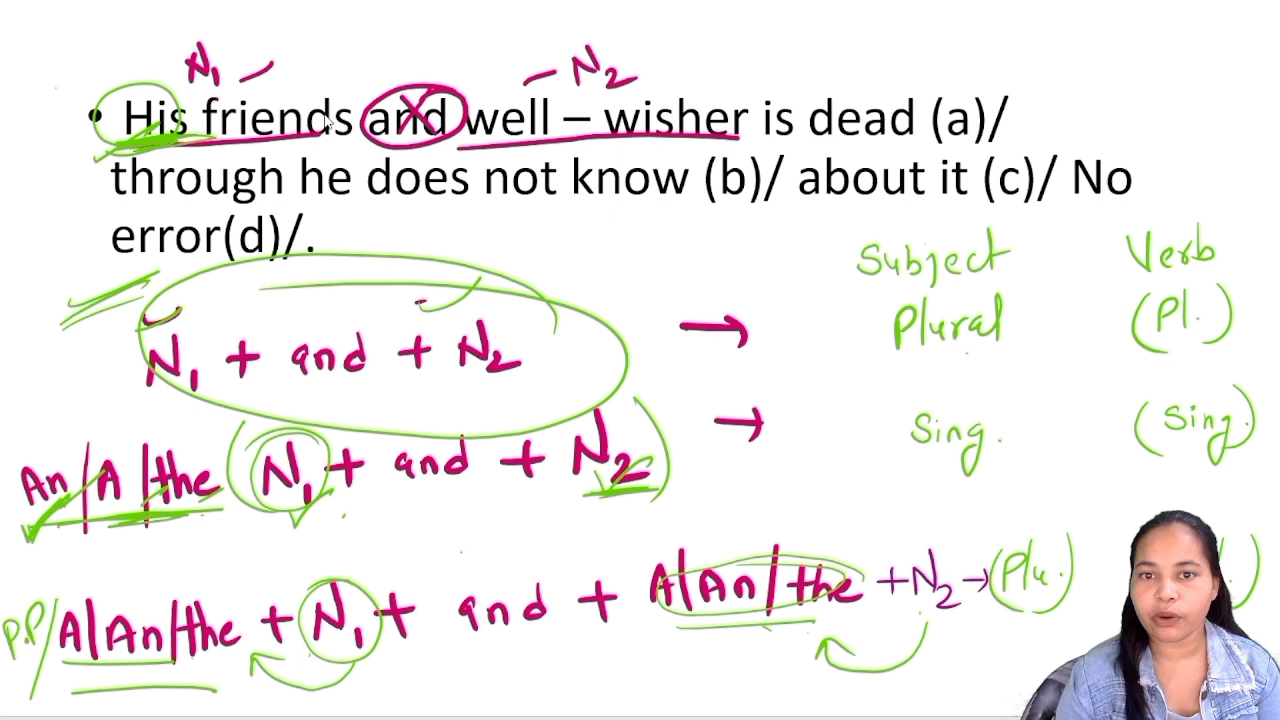 N1 – – N2
• His friends and well – wisher is dead (a)/
through he does not know (b)/ about it (c)/ No
error(d)/.
Subject Verb
N1 + and + N2 → Plural (Pl.)
An/A/the (N1 + and + N2) → Sing. (Sing.)
P.P/A/An/the + N1 + and + A/An/the + N2 → (Plu.)